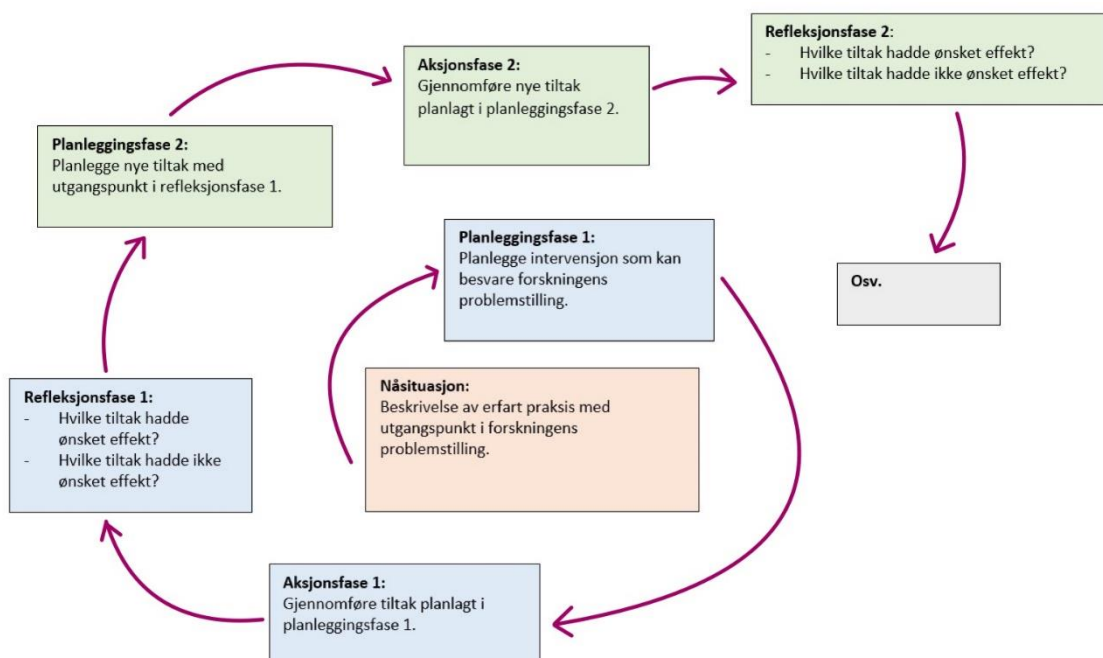 Refleksjonsfase 2:
- Hvilke tiltak hadde ønsket effekt?
- Hvilke tiltak hadde ikke ønsket effekt?
Aksjonsfase 2:
Gjennomføre nye tiltak
planlagt i planleggingsfase 2.
Planleggingsfase 2:
Planlegge nye tiltak med
utgangspunkt i refleksjonsfase 1.
Planleggingsfase 1:
Planlegge intervensjon som kan
besvare forskningens
problemstilling.
Osv.
Nåsituasjon:
Beskrivelse av erfart praksis med
utgangspunkt i forskningens
problemstilling.
Refleksjonsfase 1:
- Hvilke tiltak hadde
ønsket effekt?
- Hvilke tiltak hadde ikke
ønsket effekt?
Aksjonsfase 1:
Gjennomføre tiltak planlagt i
planleggingsfase 1.